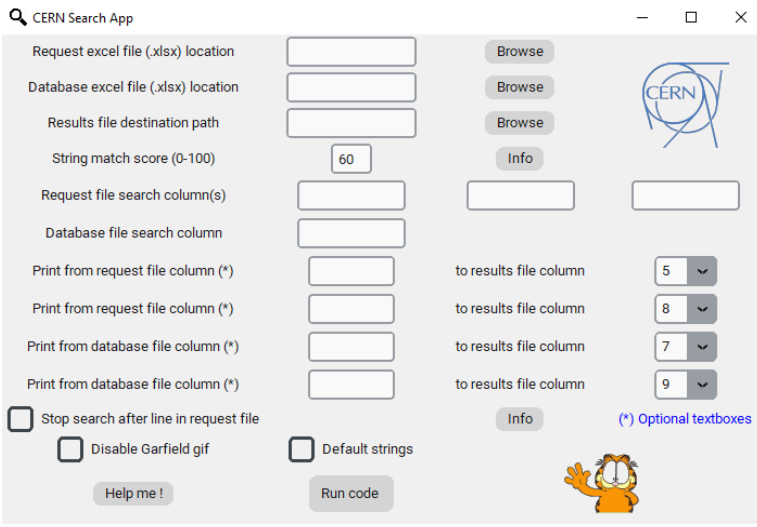 CERN Search App
Request excel file (.xlsx) location Browse
Database excel file (.xlsx) location Browse
CERN
Results file destination path Browse
String match score (0-100) 60 Info
Request file search column(s)
Database file search column
Print from request file column (*) to results file column 5
Print from request file column (*) to results file column 8
Print from database file column (*) to results file column 7
Print from database file column (*) to results file column 9
Stop search after line in request file Info (*) Optional textboxes
Disable Garfield gif Default strings
Help me ! Run code